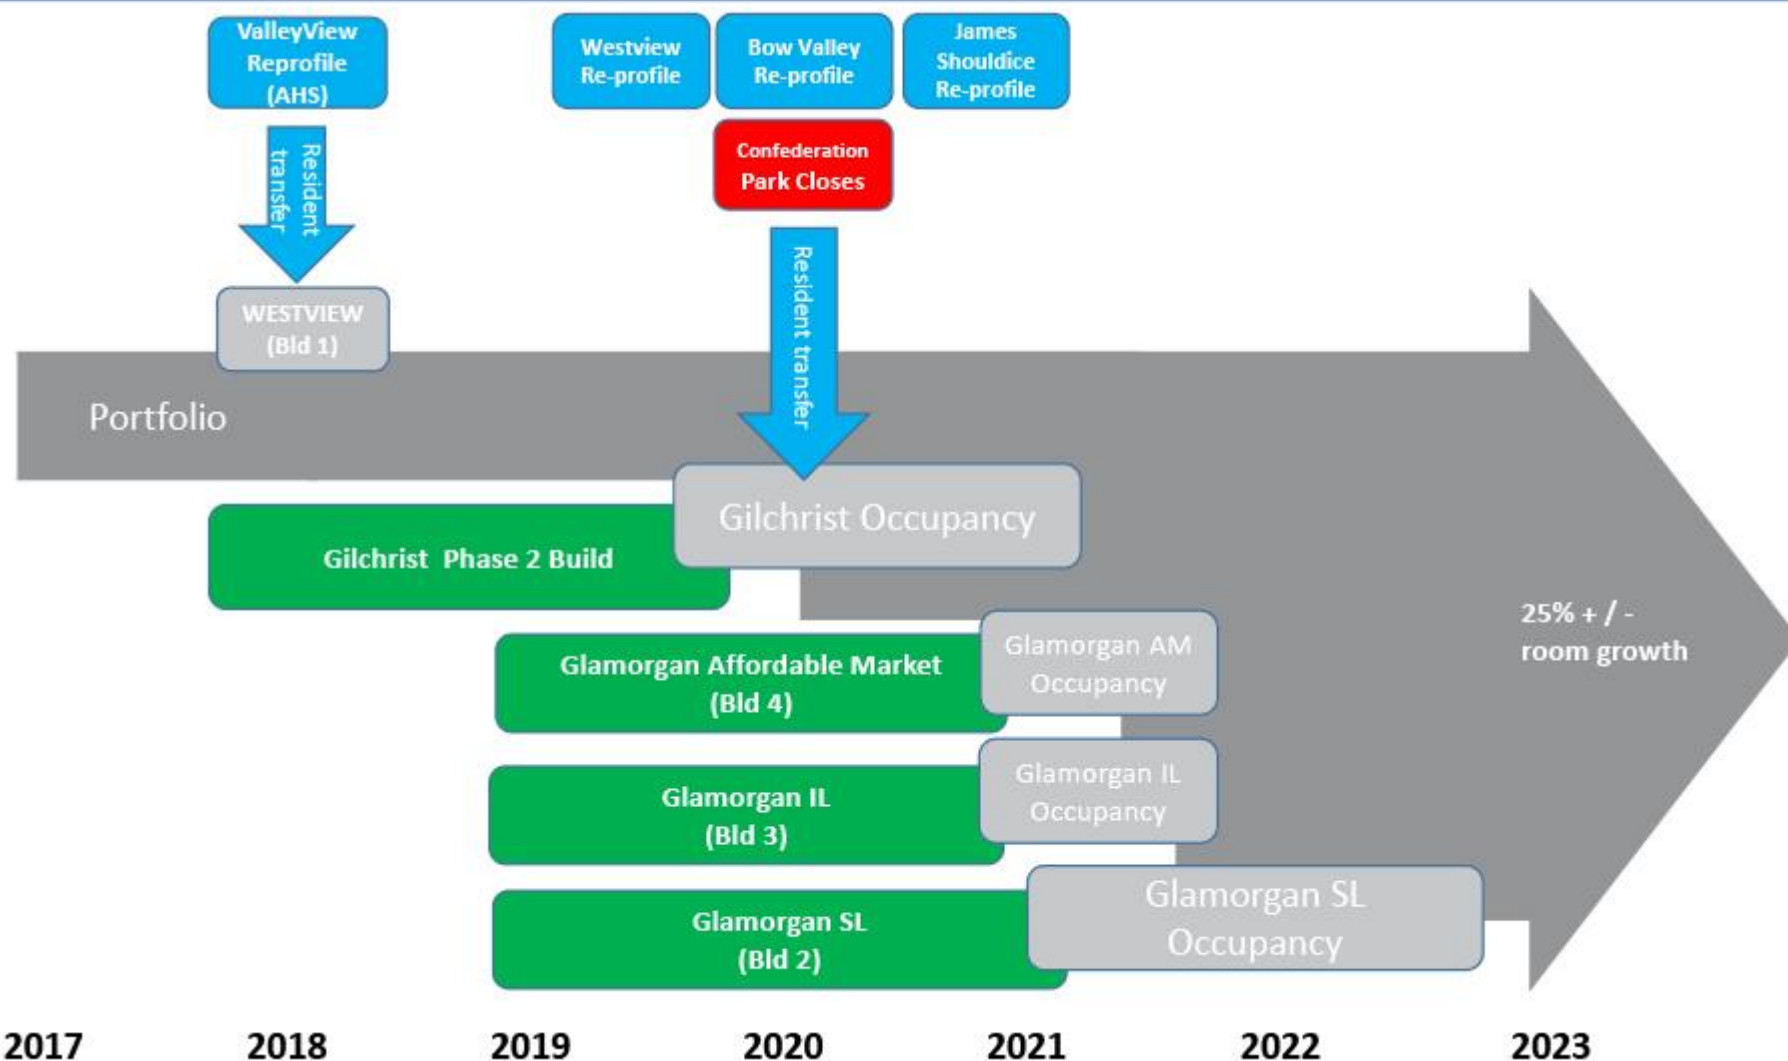 ValleyView
Reprofile
(AHS)
Westview
Re-profile
Bow Valley
Re-profile
James
Shouldice
Re-profile
Confederation
Park Closes
Resident
transfer
Resident transfer
WESTVIEW
(Bld 1)
Portfolio
Gilchrist Occupancy
Gilchrist  Phase 2 Build
25% + / -
room growth
Glamorgan Affordable Market
(Bld 4)
Glamorgan AM
Occupancy
Glamorgan IL
(Bld 3)
Glamorgan IL
Occupancy
Glamorgan SL
(Bld 2)
Glamorgan SL
Occupancy
2017 2018 2019 2020 2021 2022 2023